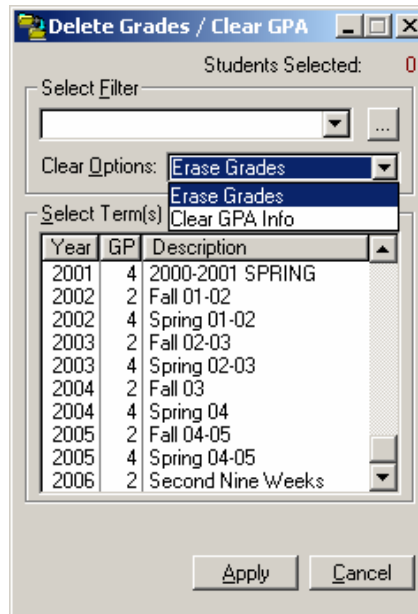 Delete Grades / Clear GPA
Students Selected: 0
Select Filter
...
Clear Options: Erase Grades
Erase Grades
Clear GPA Info
Select Term(s)
Year GP Description
2001 4 2000-2001 SPRING
2002 2 Fall 01-02
2002 4 Spring 01-02
2003 2 Fall 02-03
2003 4 Spring 02-03
2004 2 Fall 03
2004 4 Spring 04
2005 2 Fall 04-05
2005 4 Spring 04-05
2006 2 Second Nine Weeks
Apply Cancel